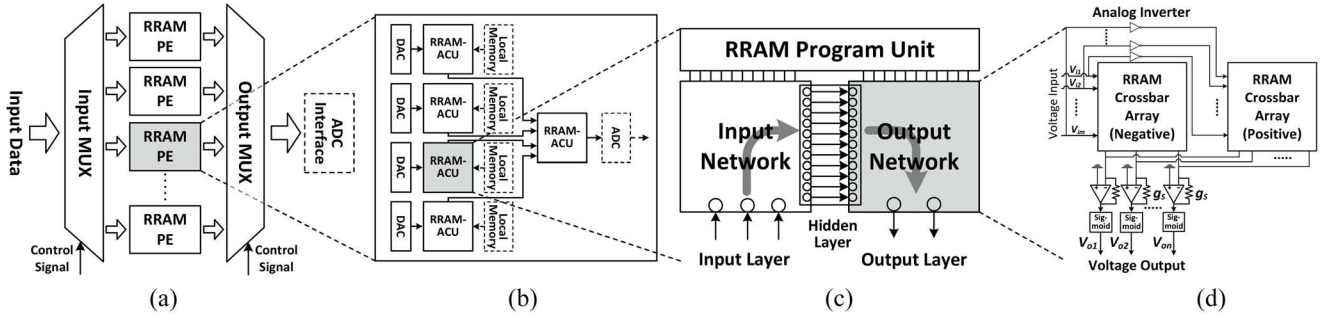 Input Data
Input MUX
RRAM
PE
RRAM
PE
RRAM
PE
RRAM
PE
Output MUX
ADC
Interface
Control
Signal
Control
Signal
(a)
DAC
RRAM-
ACU
Local
Memory
DAC
RRAM-
ACU
Local
Memory
DAC
RRAM-
ACU
Local
Memory
DAC
RRAM-
ACU
Local
Memory
RRAM-
ACU
ADC
(b)
RRAM Program Unit
Input
Network
Output
Network
Hidden
Layer
Input Layer
Output Layer
(c)
Analog Inverter
Voltage Input
Vi1
Vi2
Vim
RRAM
Crossbar
Array
(Negative)
RRAM
Crossbar
Array
(Positive)
gS
gS
Sig-
moid
Sig-
moid
Sig-
moid
Vo1
Vo2
Von
Voltage Output
(d)